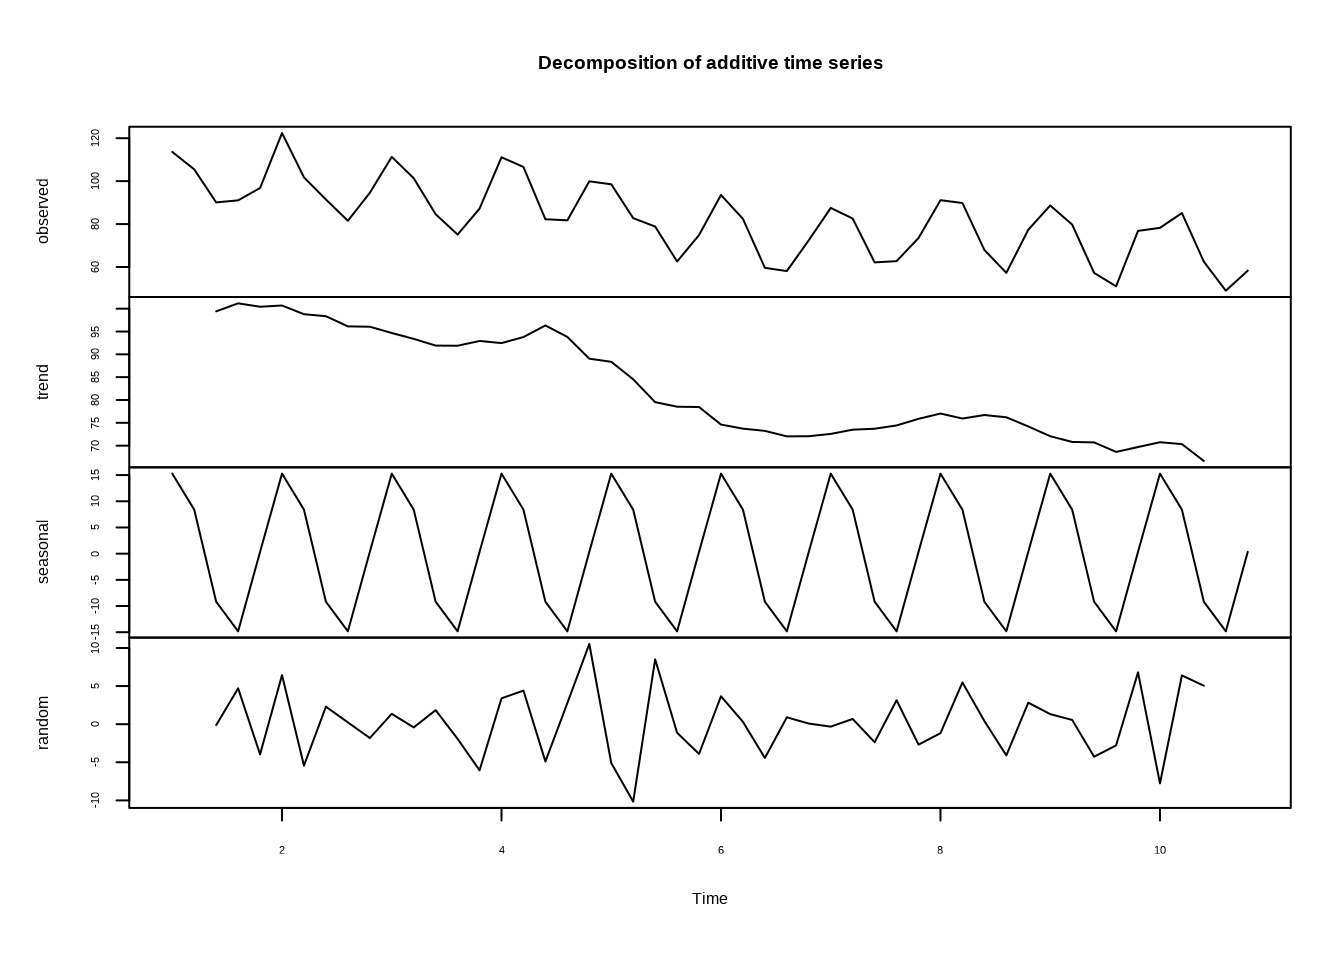 Decomposition of additive time series
observed
60 80 100 120
trend
70 75 80 85 90 95
seasonal
-15 -10 -5 0 5 10 15
random
-10 -5 0 5 10
2 4 6 8 10
Time